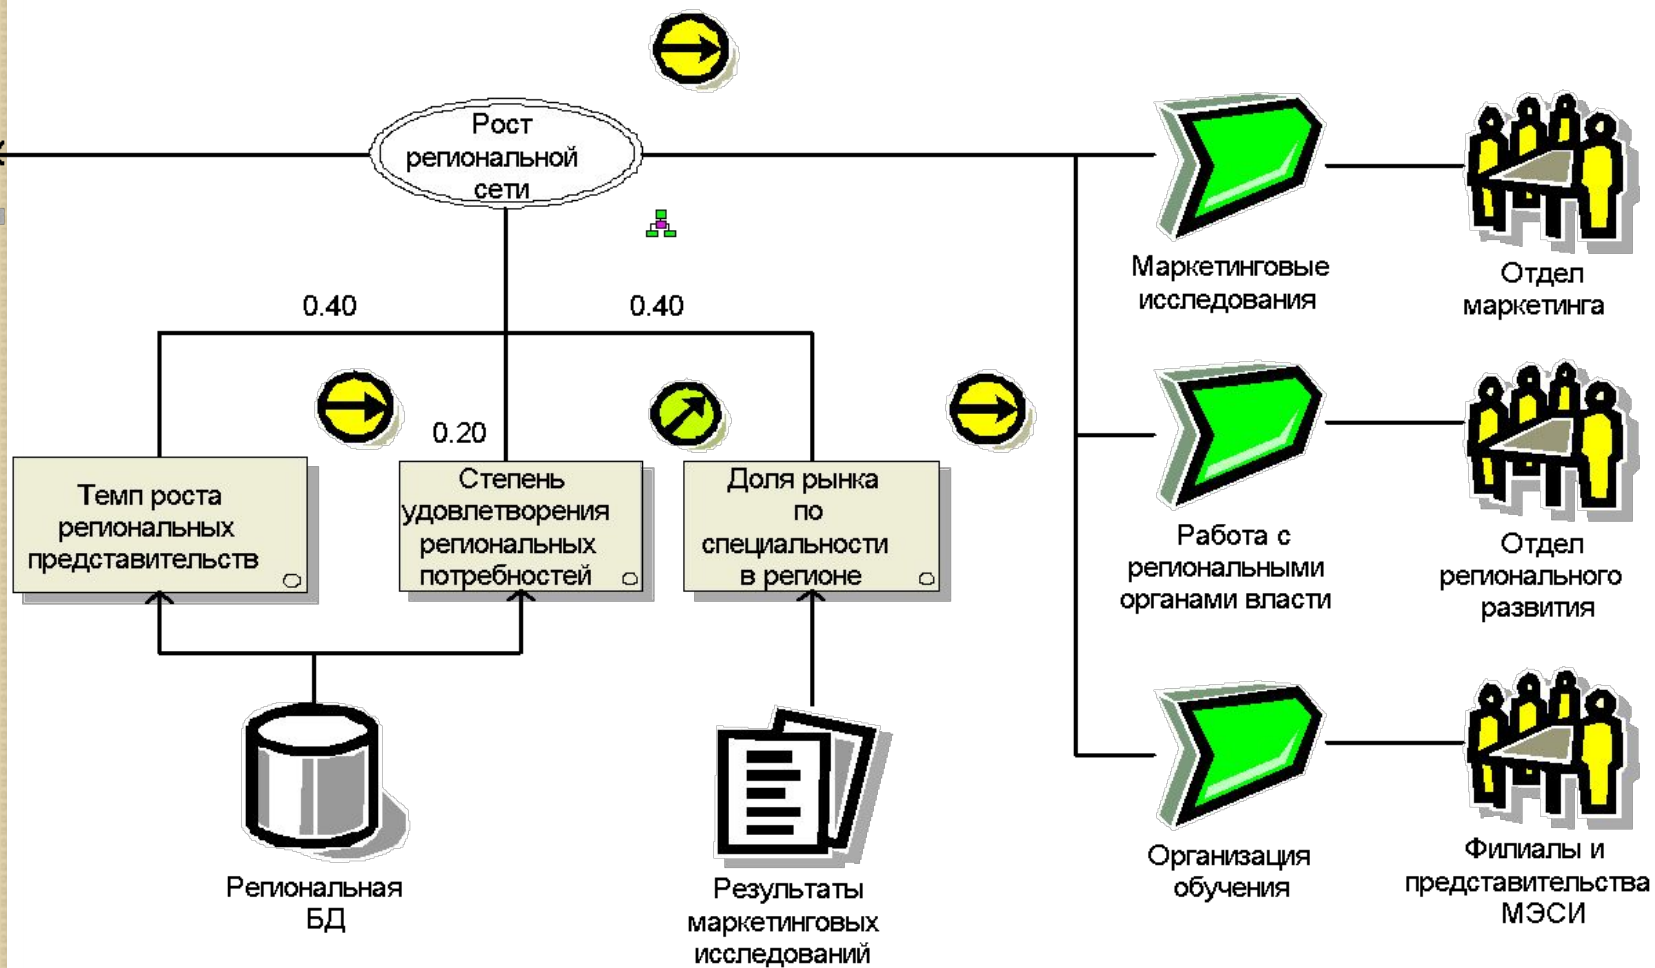 Рост
региональной
сети
0.40
0.40
0.20
Темп роста
региональных
представительств
Степень
удовлетворения
региональных
потребностей
Доля рынка
по
специальности
в регионе
Региональная
БД
Результаты
маркетинговых
исследований
Маркетинговые
исследования
Отдел
маркетинга
Работа с
региональными
органами власти
Отдел
регионального
развития
Организация
обучения
Филиалы и
представительства
МЭСИ